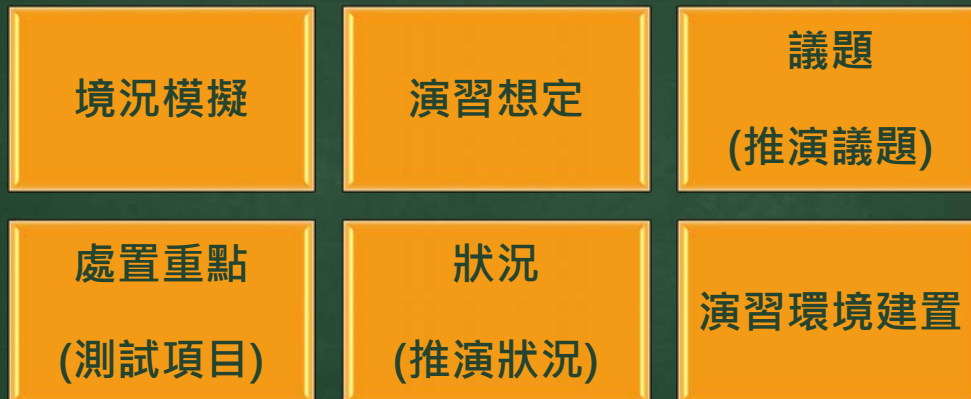 境況模擬
演習想定
議題
(推演議題)
處置重點
(測試項目)
狀況
(推演狀況)
演習環境建置